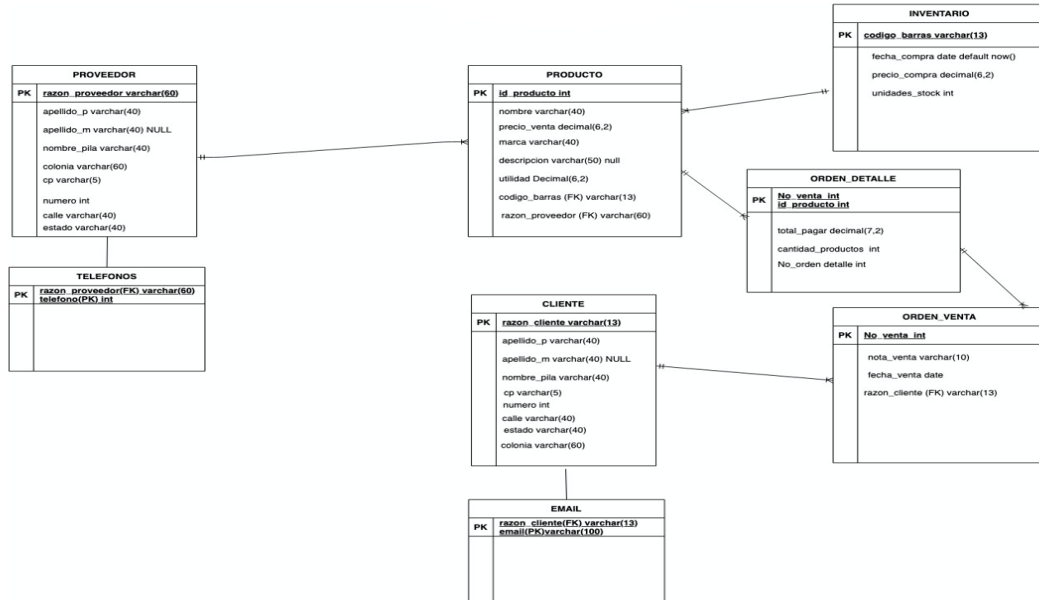 PROVEEDOR
PK
razon_proveedor varchar(60)
apellido_p varchar(40)
apellido_m varchar(40) NULL
nombre_pila varchar(40)
colonia varchar(60)
cp varchar(5)
numero int
calle varchar(40)
estado varchar(40)
TELEFONOS
PK
razon_proveedor(FK) varchar(60)
telefono(PK) int
PRODUCTO
PK
id_producto int
nombre varchar(40)
precio_venta decimal(6,2)
marca varchar(40)
descripcion varchar(50) null
utilidad Decimal(6,2)
codigo_barras (FK) varchar(13)
razon_proveedor (FK) varchar(60)
INVENTARIO
PK
codigo_barras varchar(13)
fecha_compra date default now()
precio_compra decimal(6,2)
unidades_stock int
ORDEN_DETALLE
PK
No_venta int
id_producto int
total_pagar decimal(7,2)
cantidad_productos int
No_orden detalle int
CLIENTE
PK
razon_cliente varchar(13)
apellido_p varchar(40)
apellido_m varchar(40) NULL
nombre_pila varchar(40)
cp varchar(5)
numero int
calle varchar(40)
estado varchar(40)
colonia varchar(60)
ORDEN_VENTA
PK
No_venta int
nota_venta varchar(10)
fecha_venta date
razon_cliente (FK) varchar(13)
EMAIL
PK
razon_cliente(FK) varchar(13)
email(PK)varchar(100)